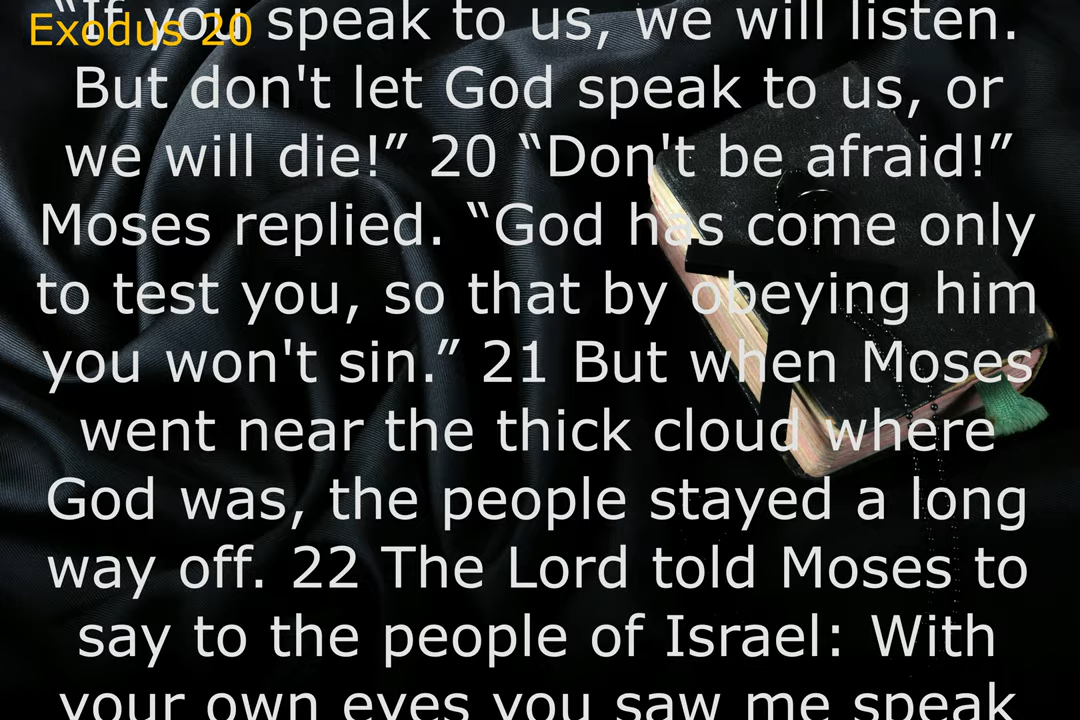 Exodus 20
“If you speak to us, we will listen.
But don't let God speak to us, or
we will die!” 20 “Don't be afraid!”
Moses replied. “God has come only
to test you, so that by obeying him
you won't sin.” 21 But when Moses
went near the thick cloud where
God was, the people stayed a long
way off. 22 The Lord told Moses to
say to the people of Israel: With
your own eyes you saw me speak